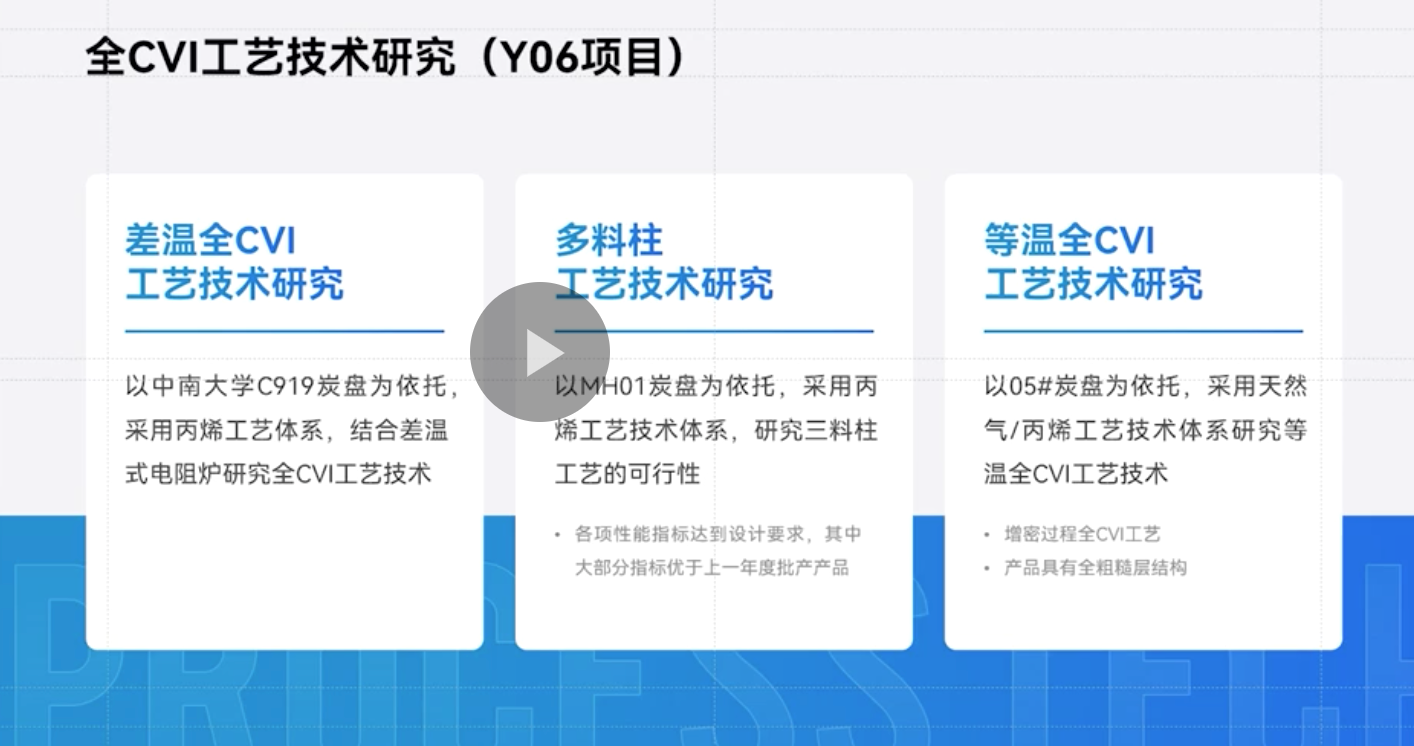 全CVI工艺技术研究（Y06项目）
差温全CVI
工艺技术研究
以中南大学C919炭盘为依托，
采用丙烯工艺体系，结合差温
式电阻炉研究全CVI工艺技术
多料柱
工艺技术研究
以MH01炭盘为依托，采用丙
烯工艺技术体系，研究三料柱
工艺的可行性
• 各项性能指标达到设计要求，其中
大部分指标优于上一年度批产产品
等温全CVI
工艺技术研究
以05#炭盘为依托，采用天然
气/丙烯工艺技术体系研究等
温全CVI工艺技术
• 增密过程全CVI工艺
• 产品具有全粗糙层结构
PROCESS TECH